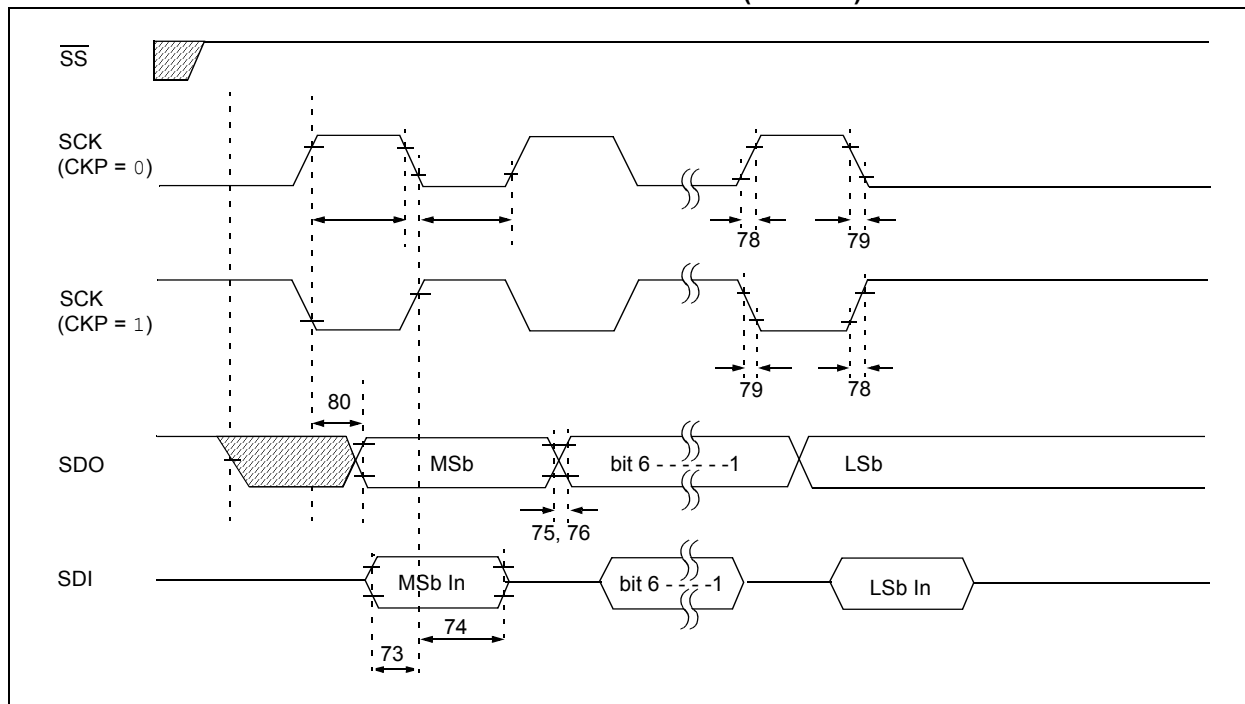 SS
SCK
(CKP = 0)
78
79
SCK
(CKP = 1)
79
78
80
SDO
MSb
bit 6 - - - - - -1
LSb
75, 76
SDI
MSb In
bit 6 - - - -1
LSb In
74
73